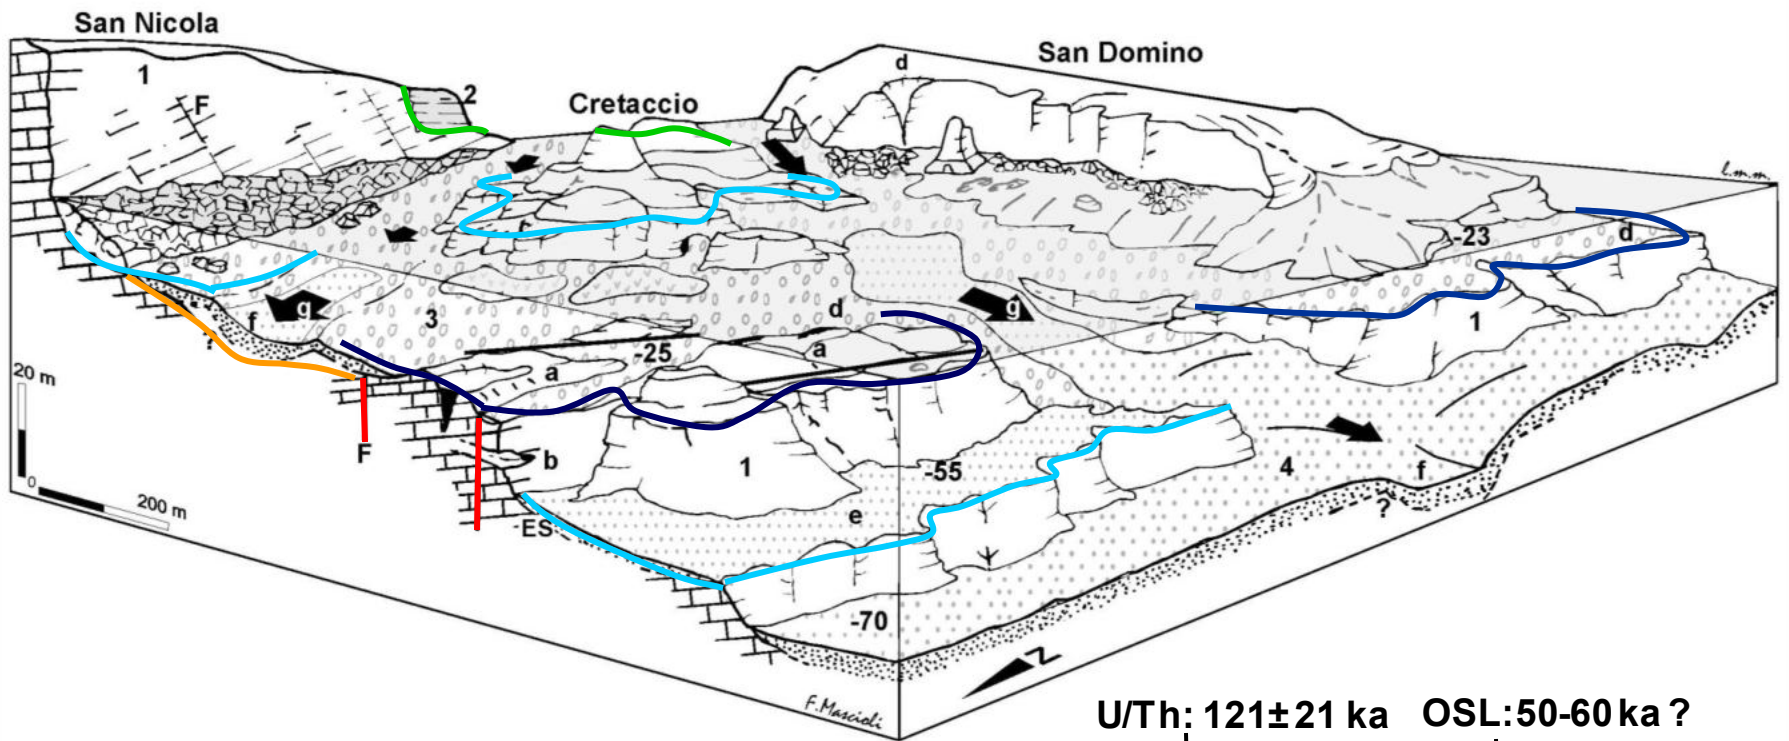 San Nicola
San Domino
Cretaccio
1
2
F
d
l.m.m.
-23
d
g
g
f
3
d
1
?
-25
a
a
20 m
0
200 m
F
b
1
-55
4
f
e
?
-ES
-70
N
F. Mascioli
U/Th: 121±21 ka OSL:50-60 ka ?